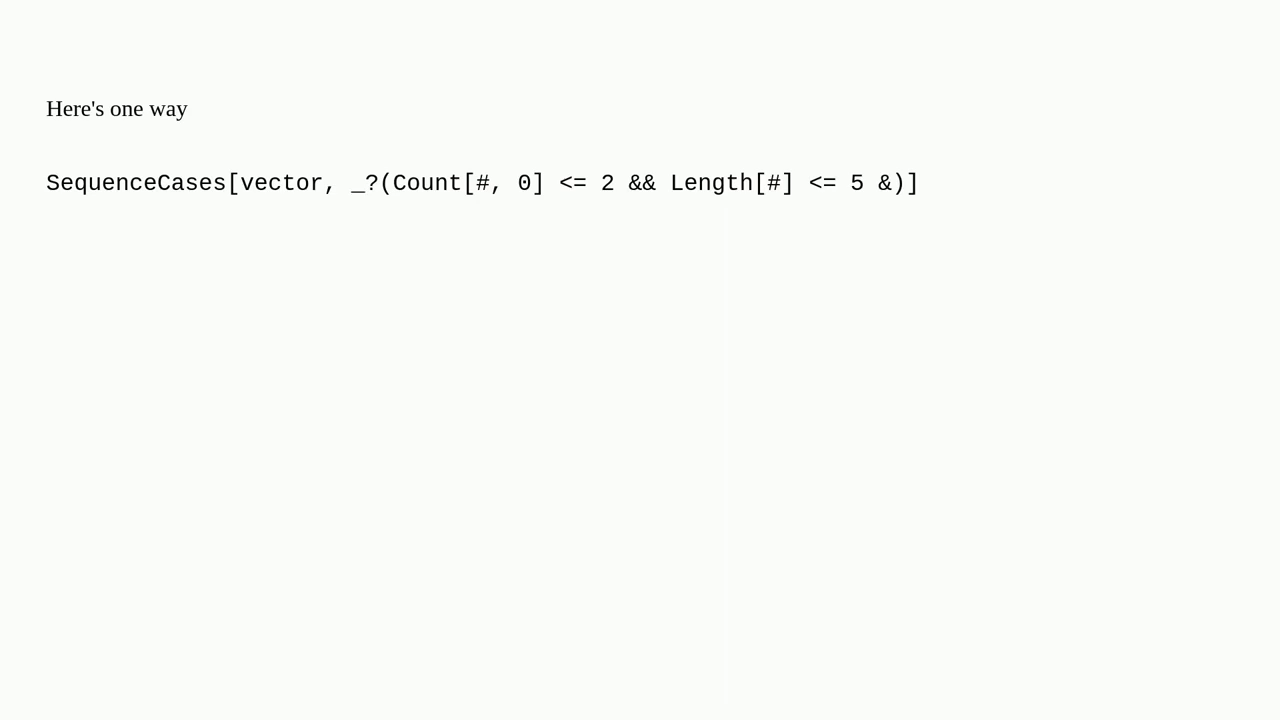 Here's one way
SequenceCases[vector, _?(Count[#, 0] <= 2 && Length[#] <= 5 &)]